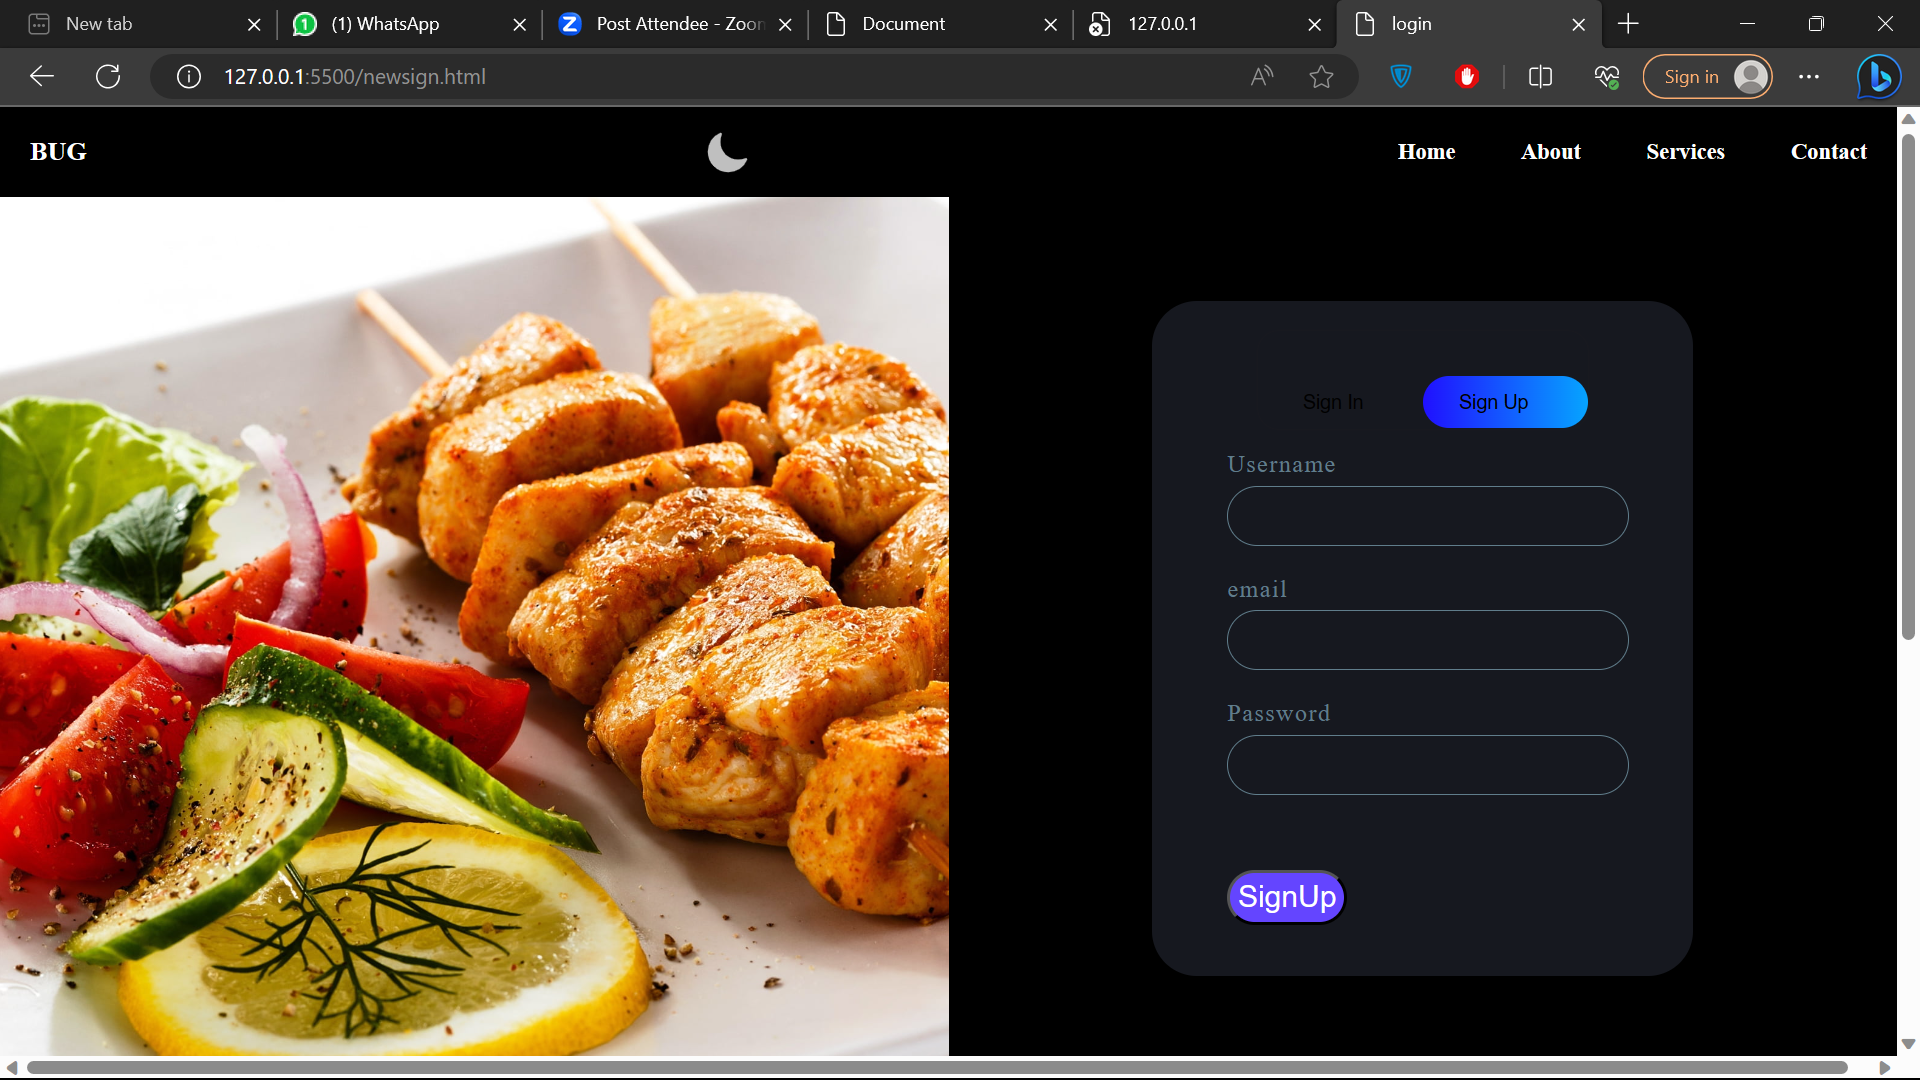 New tab
(1) WhatsApp
Post Attendee - Zoon
Document
127.0.0.1
login
127.0.0.1:5500/newsign.html
Sign in
BUG
Home
About
Services
Contact
Sign In
Sign Up
Username
email
Password
SignUp